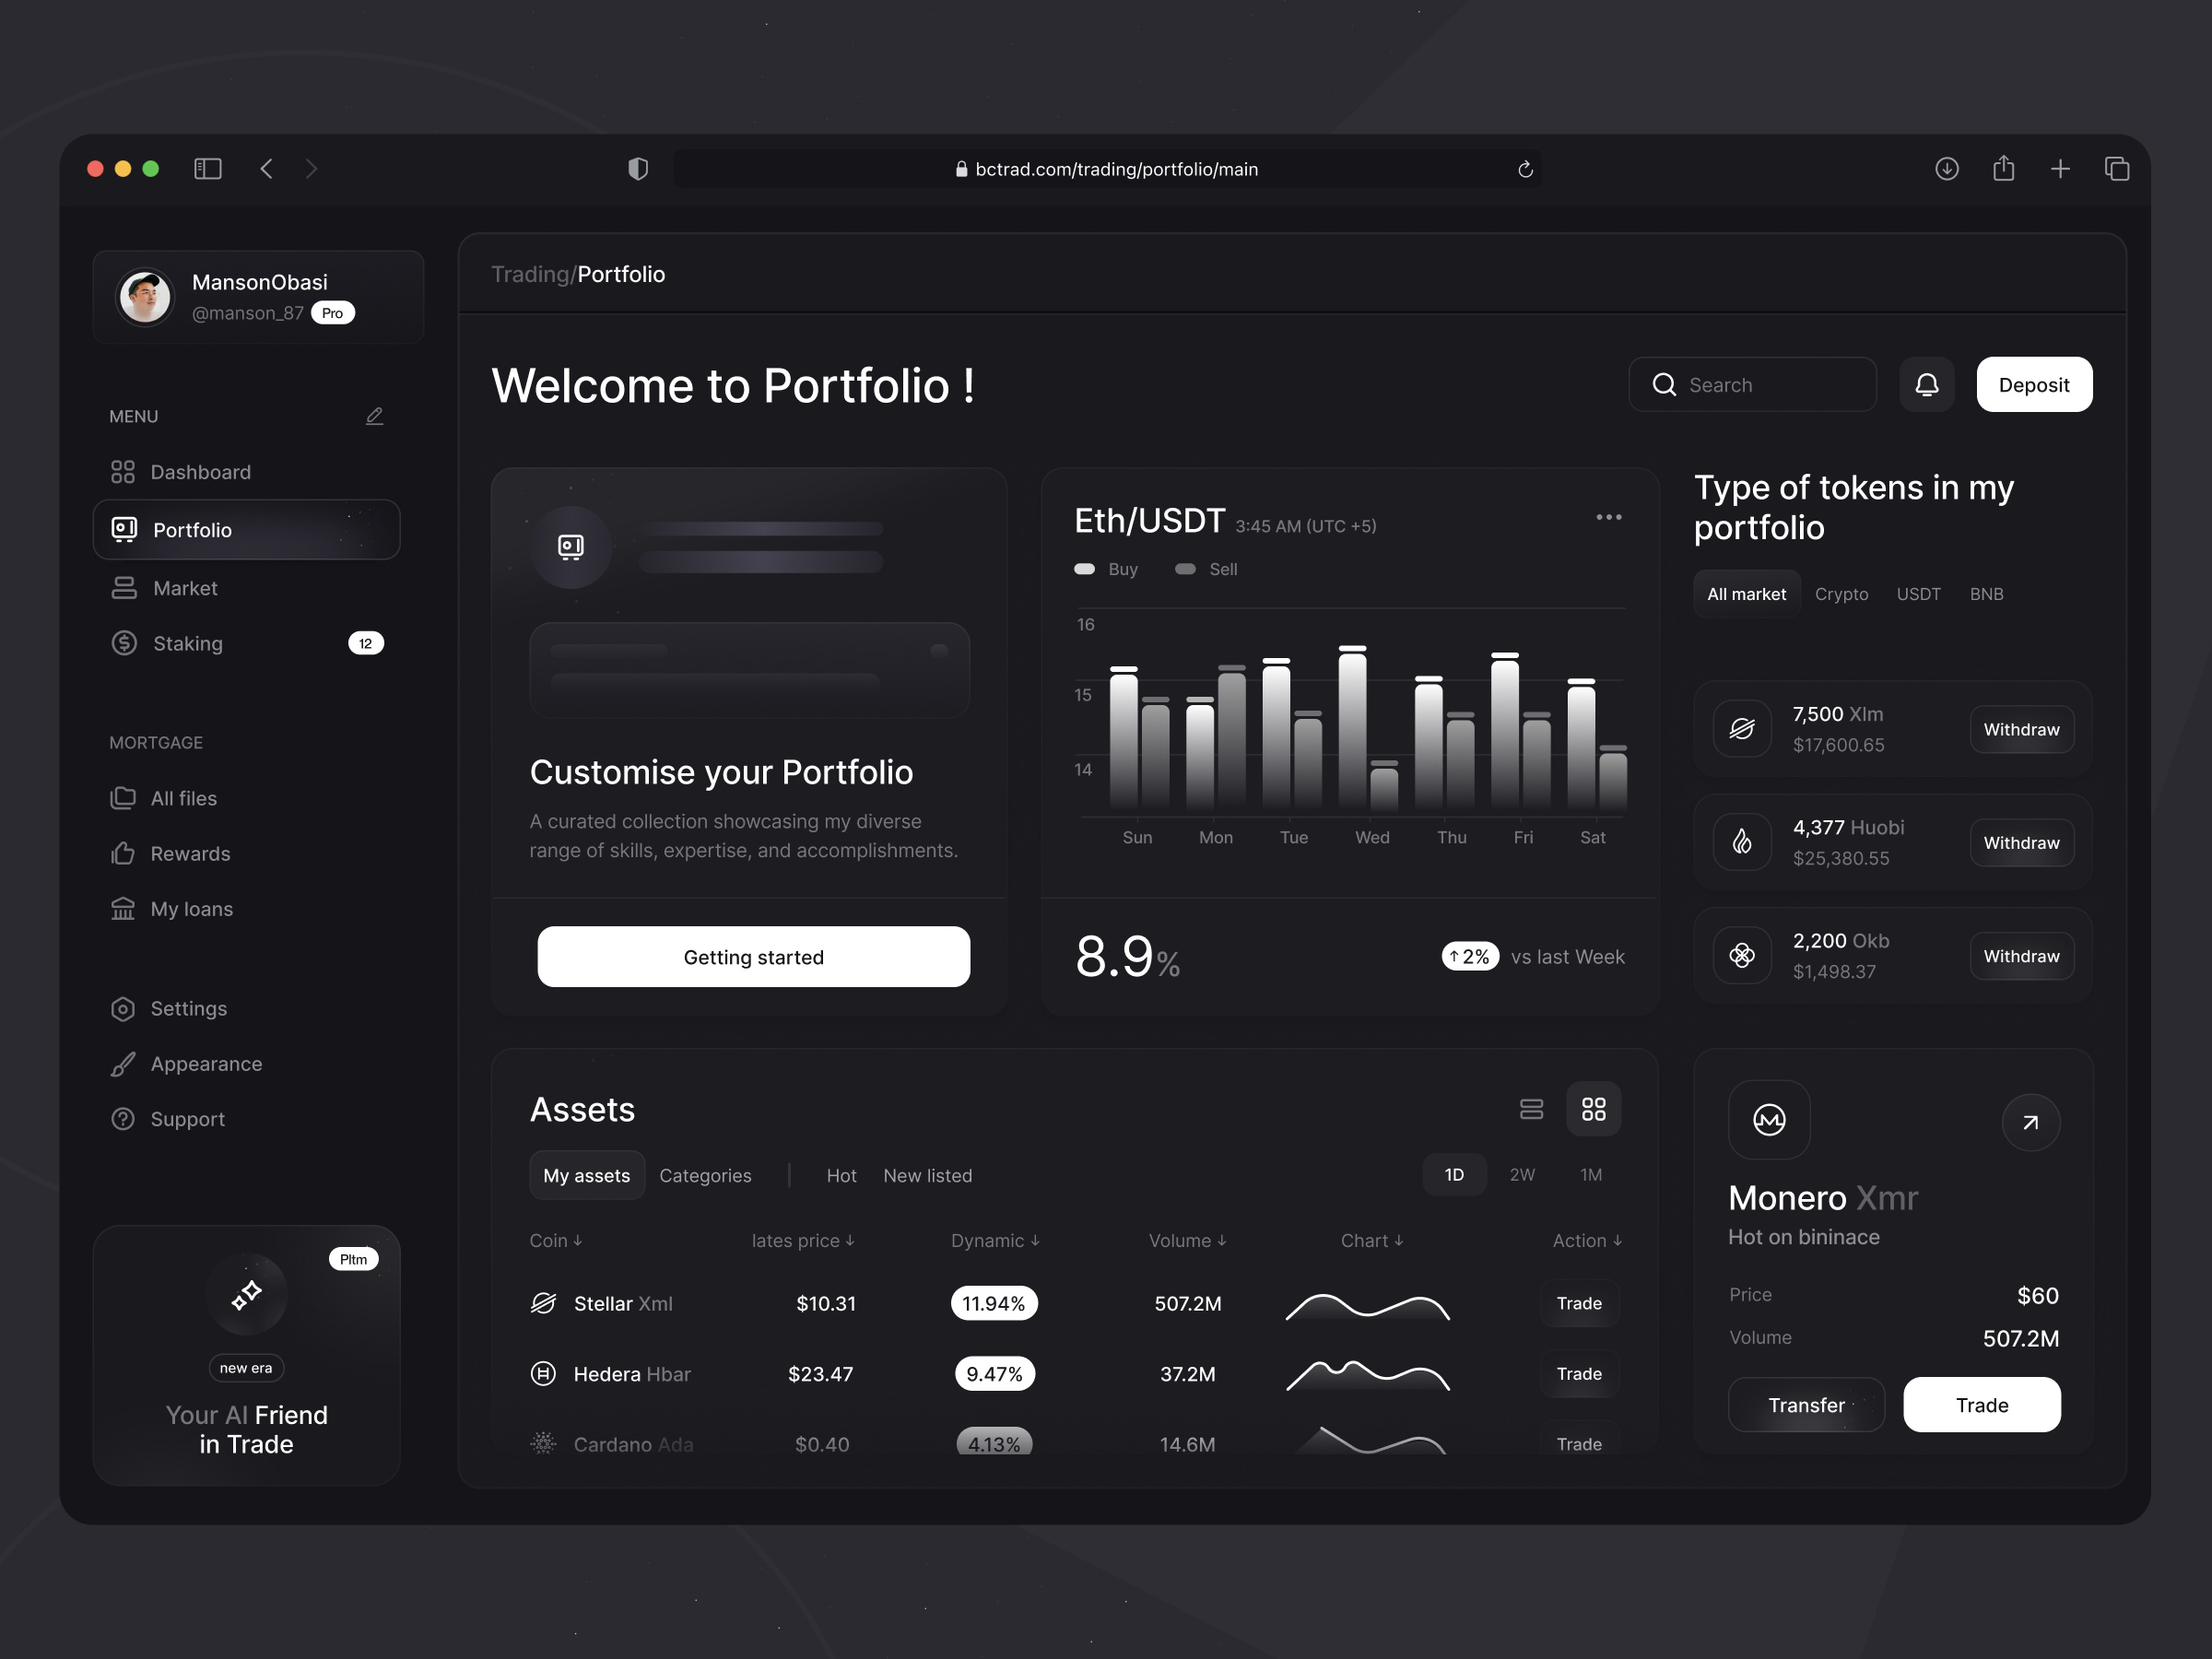 bctrad.com/trading/portfolio/main
MansonObasi
@manson_87 Pro
MENU
Dashboard
Portfolio
Market
Staking 12
MORTGAGE
All files
Rewards
My loans
Settings
Appearance
Support
Pltm
new era
Your AI Friend
in Trade
Trading/Portfolio
Welcome to Portfolio !
Search
Deposit
Customise your Portfolio
A curated collection showcasing my diverse
range of skills, expertise, and accomplishments.
Getting started
Eth/USDT 3:45 AM (UTC +5)
Buy Sell
16
15
14
Sun Mon Tue Wed Thu Fri Sat
8.9%
↑2% vs last Week
Type of tokens in my
portfolio
All market Crypto USDT BNB
7,500 Xlm
$17,600.65
Withdraw
4,377 Huobi
$25,380.55
Withdraw
2,200 Okb
$1,498.37
Withdraw
Assets
My assets Categories Hot New listed 1D 2W 1M
Coin ↓ lates price ↓ Dynamic ↓ Volume ↓ Chart ↓ Action ↓
Stellar Xml $10.31 11.94% 507.2M Trade
Hedera Hbar $23.47 9.47% 37.2M Trade
Cardano Ada $0.40 4.13% 14.6M Trade
Monero Xmr
Hot on bininace
Price $60
Volume 507.2M
Transfer Trade